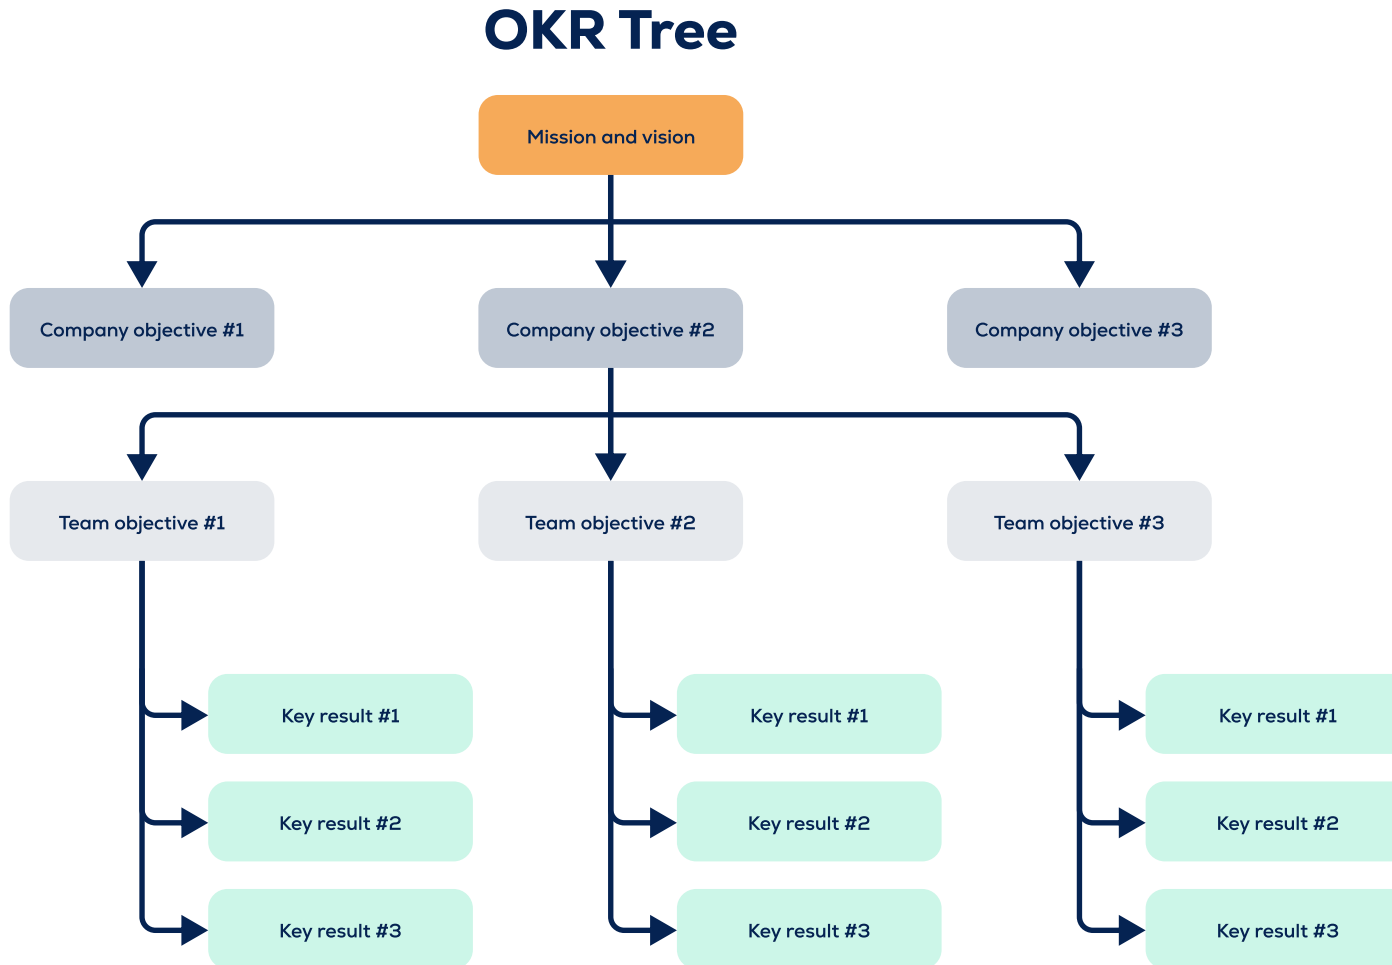 OKR Tree
Mission and vision
Company objective #1
Company objective #2
Company objective #3
Team objective #1
Team objective #2
Team objective #3
Key result #1
Key result #1
Key result #1
Key result #2
Key result #2
Key result #2
Key result #3
Key result #3
Key result #3